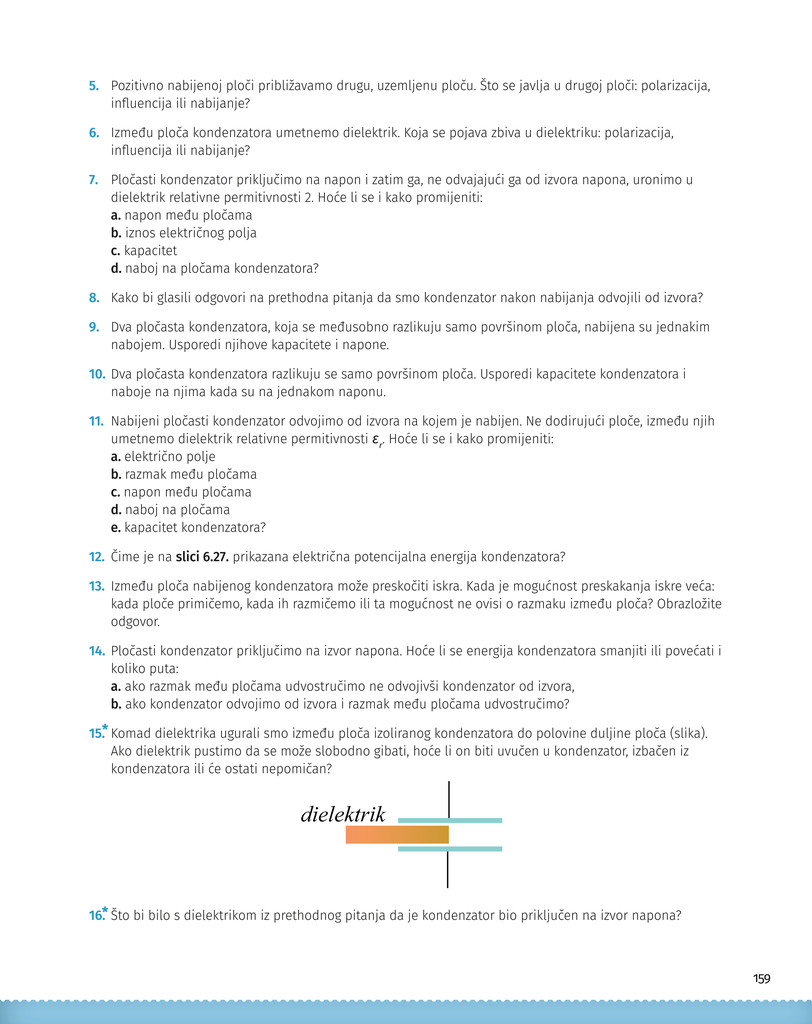 5. Pozitivno nabijenoj ploči približavamo drugu, uzemljenu ploču. Što se javlja u drugoj ploči: polarizacija,
influencija ili nabijanje?
6. Između ploča kondenzatora umetnemo dielektrik. Koja se pojava zbiva u dielektriku: polarizacija,
influencija ili nabijanje?
7. Pločasti kondenzator priključimo na napon i zatim ga, ne odvajajući ga od izvora napona, uronimo u
dielektrik relativne permitivnosti 2. Hoće li se i kako promijeniti:
a. napon među pločama
b. iznos električnog polja
c. kapacitet
d. naboj na pločama kondenzatora?
8. Kako bi glasili odgovori na prethodna pitanja da smo kondenzator nakon nabijanja odvojili od izvora?
9. Dva pločasta kondenzatora, koja se međusobno razlikuju samo površinom ploča, nabijena su jednakim
nabojem. Usporedi njihove kapacitete i napone.
10. Dva pločasta kondenzatora razlikuju se samo površinom ploča. Usporedi kapacitete kondenzatora i
naboje na njima kada su na jednakom naponu.
11. Nabijeni pločasti kondenzator odvojimo od izvora na kojem je nabijen. Ne dodirujući ploče, između njih
umetnemo dielektrik relativne permitivnosti εr. Hoće li se i kako promijeniti:
a. električno polje
b. razmak među pločama
c. napon među pločama
d. naboj na pločama
e. kapacitet kondenzatora?
12. Čime je na slici 6.27. prikazana električna potencijalna energija kondenzatora?
13. Između ploča nabijenog kondenzatora može preskočiti iskra. Kada je mogućnost preskakanja iskre veća:
kada ploče primičemo, kada ih razmičemo ili ta mogućnost ne ovisi o razmaku između ploča? Obrazložite
odgovor.
14. Pločasti kondenzator priključimo na izvor napona. Hoće li se energija kondenzatora smanjiti ili povećati i
koliko puta:
a. ako razmak među pločama udvostručimo ne odvojivši kondenzator od izvora,
b. ako kondenzator odvojimo od izvora i razmak među pločama udvostručimo?
15.* Komad dielektrika ugurali smo između ploča izoliranog kondenzatora do polovine duljine ploča (slika).
Ako dielektrik pustimo da se može slobodno gibati, hoće li on biti uvučen u kondenzator, izbačen iz
kondenzatora ili će ostati nepomičan?
dielektrik
16.* Što bi bilo s dielektrikom iz prethodnog pitanja da je kondenzator bio priključen na izvor napona?
159